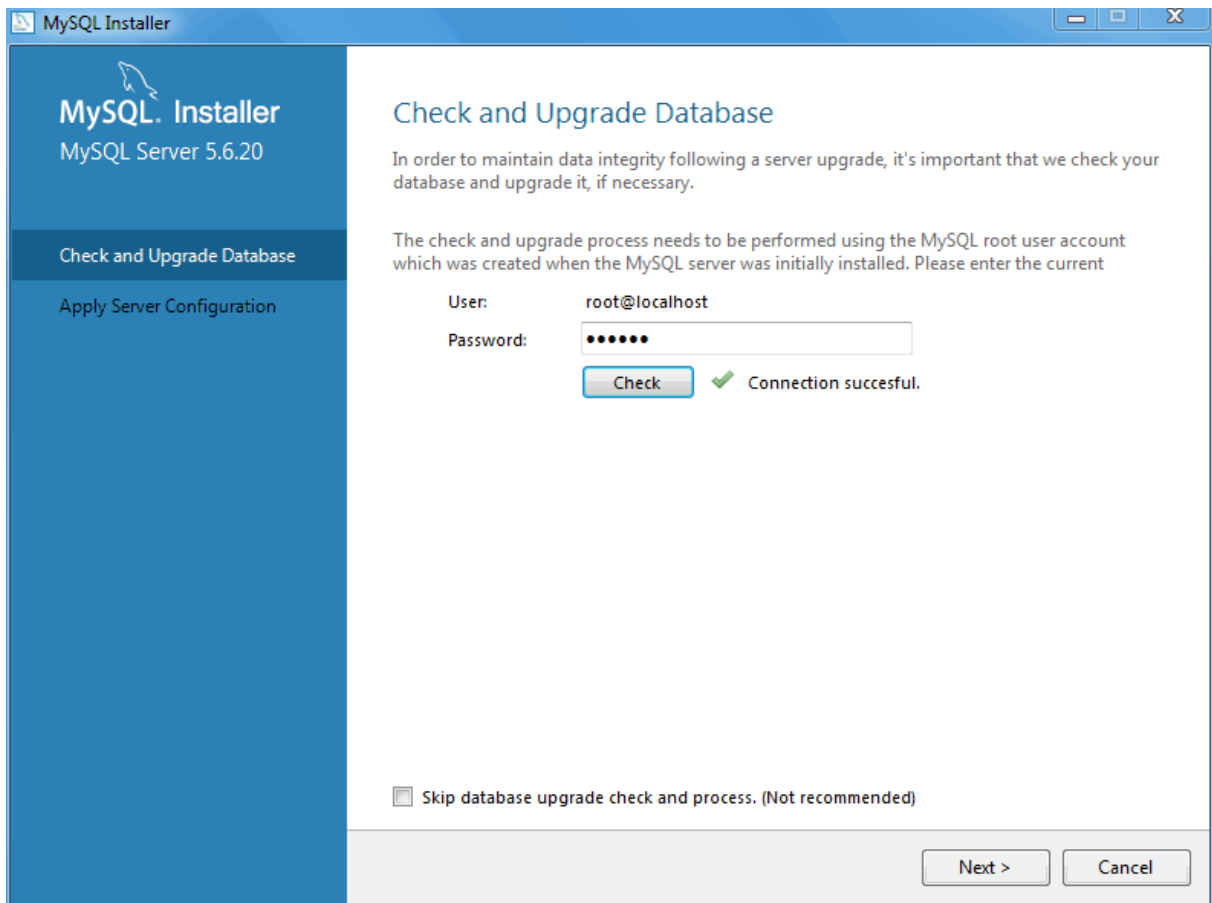 MySQL Installer
MySQL. Installer
MySQL Server 5.6.20
Check and Upgrade Database
Apply Server Configuration
Check and Upgrade Database
In order to maintain data integrity following a server upgrade, it's important that we check your
database and upgrade it, if necessary.
The check and upgrade process needs to be performed using the MySQL root user account
which was created when the MySQL server was initially installed. Please enter the current
User: root@localhost
Password: ••••••
Check Connection succesful.
Skip database upgrade check and process. (Not recommended)
Next > Cancel